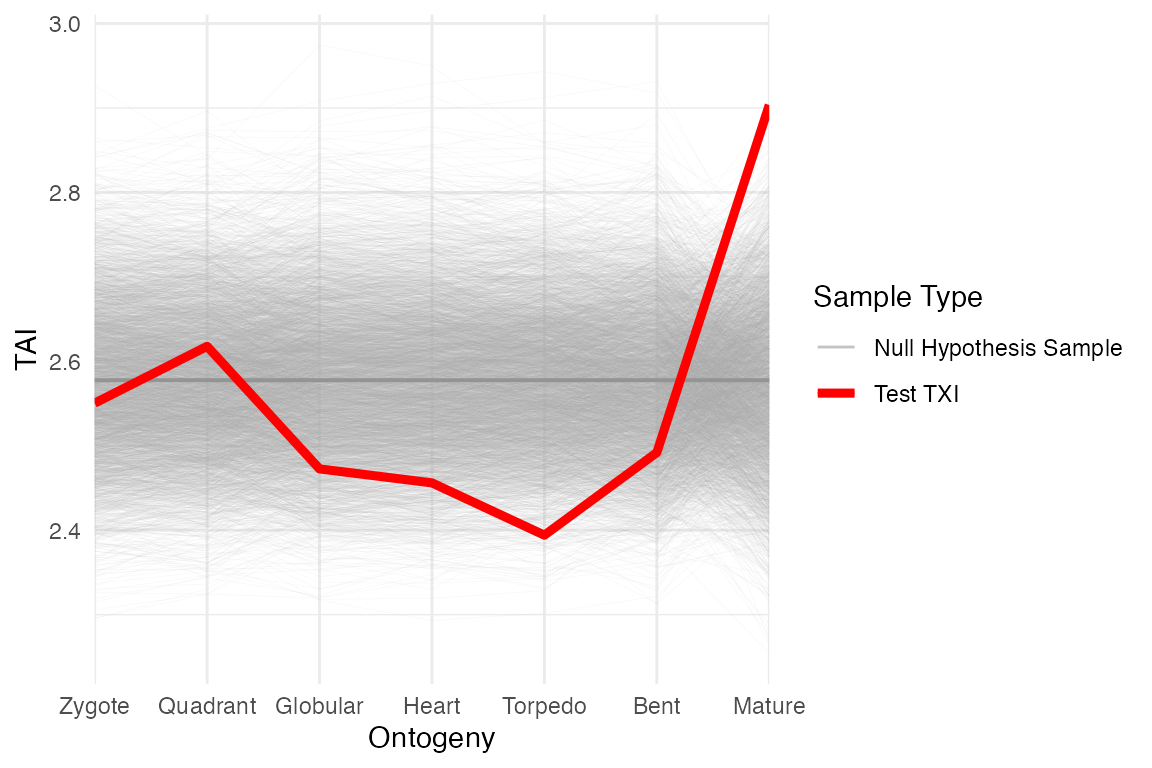 3.0
2.8
2.6
2.4
TAI
Zygote Quadrant Globular Heart Torpedo Bent Mature
Ontogeny
Sample Type
Null Hypothesis Sample
Test TXI